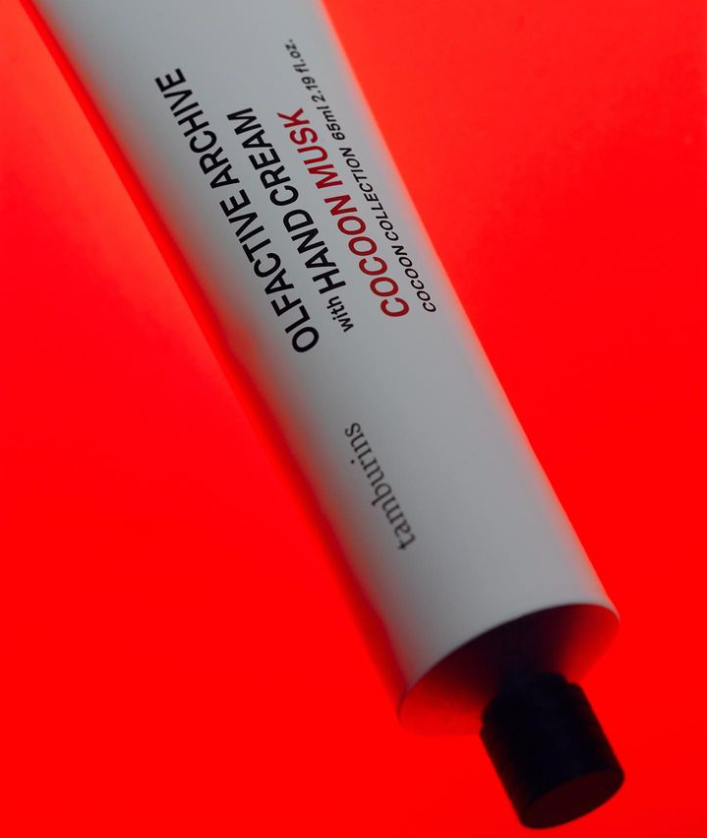 OLFACTIVE ARCHIVE
with HAND CREAM
COCOON MUSK
COCOON COLLECTION 65ml 2.19 fl.oz.
tamburins